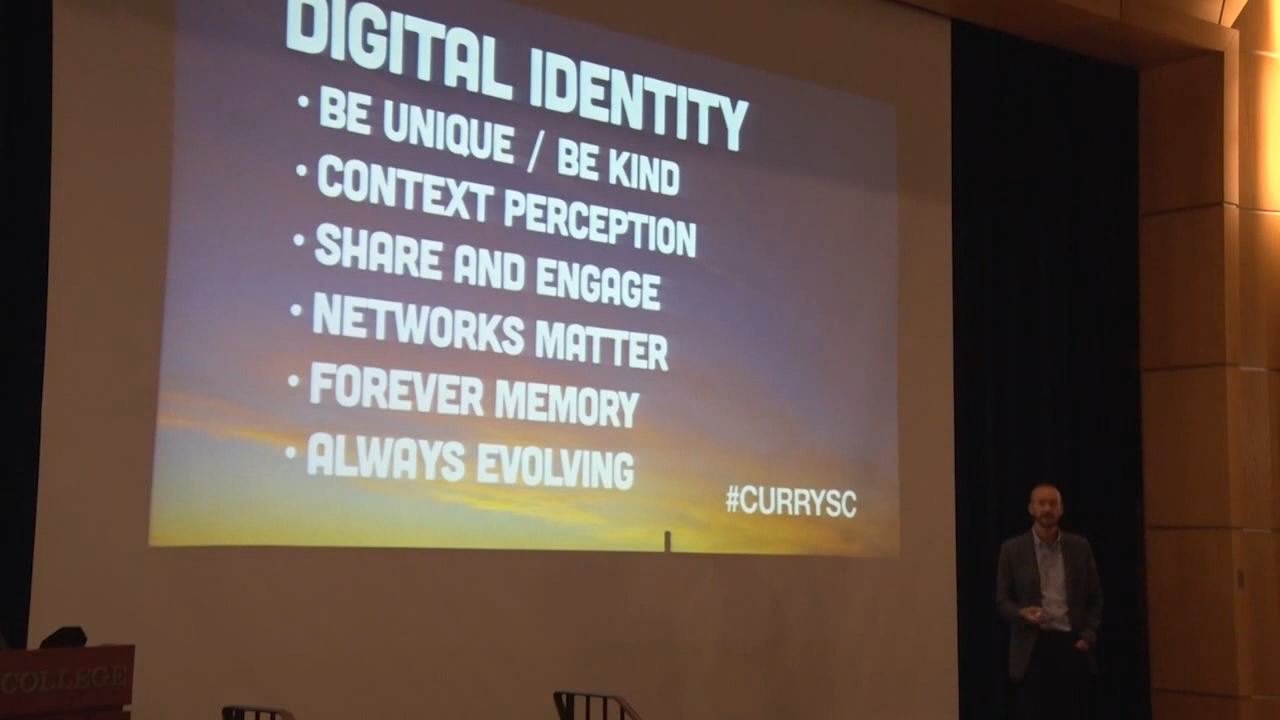 DIGITAL IDENTITY
• BE UNIQUE / BE KIND
• CONTEXT PERCEPTION
• SHARE AND ENGAGE
• NETWORKS MATTER
• FOREVER MEMORY
• ALWAYS EVOLVING
#CURRYSC
COLLEGE